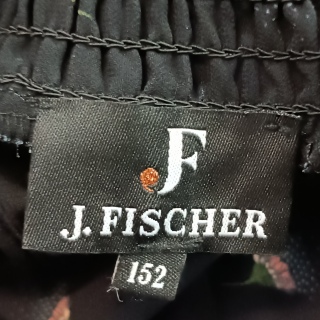 .F
J. FISCHER
152